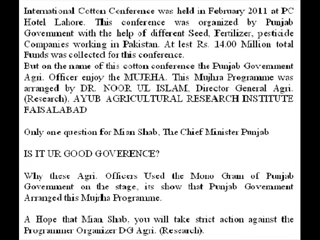 International Cotton Conference was held in February 2011 at PC
Hotel Lahore. This conference was organized by Punjab
Government with the help of different Seed, Fertilizer, pesticide
Companies working in Pakistan. At lest Rs. 14.00 Million total
Funds was collected for this conference.
But on the name of this cotton conference the Punjab Government
Agri. Officer enjoy the MUJRHA. This Mujhra Programme was
arranged by DR. NOOR UL ISLAM, Director General Agri.
(Research). AYUB AGRICULTURAL RESEARCH INSTITUTE
FAISALABAD
Only one question for Mian Shab, The Chief Minister Punjab
IS IT UR GOOD GOVERENCE?
Why these Agri. Officers Used the Mono Gram of Punjab
Government on the stage, its show that Punjab Government
Arranged this Mujhra Programme.
A Hope that Mian Shab, you will take strict action against the
Programmer Organizer DG Agri. (Research).